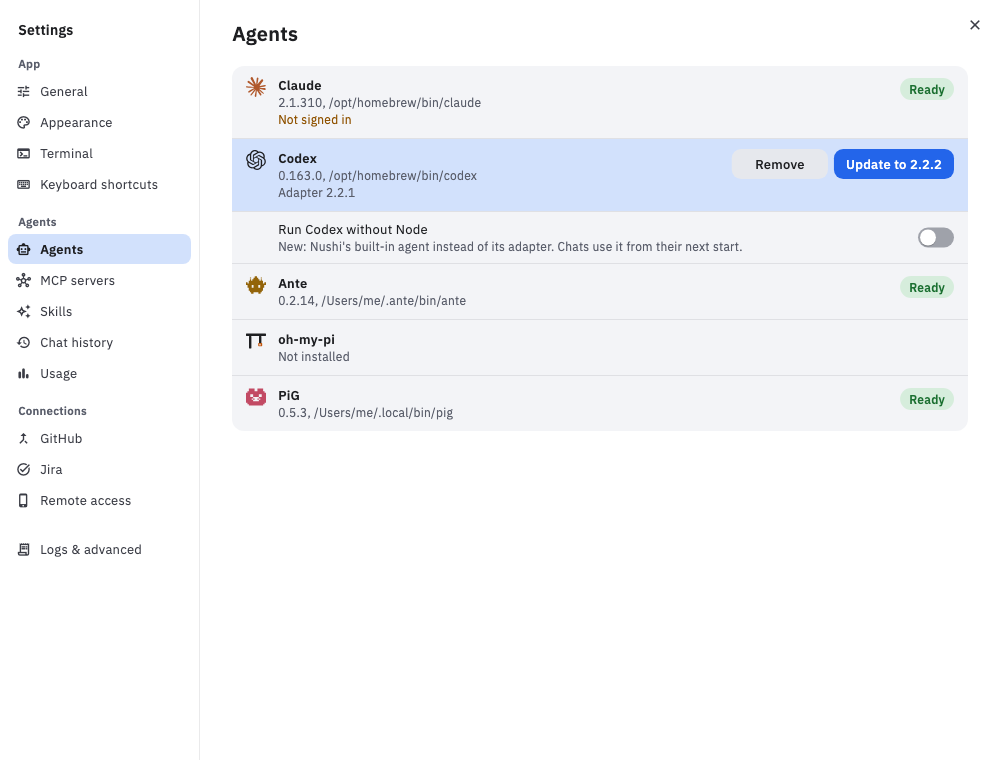 Settings
App
General
Appearance
Terminal
Keyboard shortcuts
Agents
Agents
MCP servers
Skills
Chat history
Usage
Connections
GitHub
Jira
Remote access
Logs & advanced
Agents
Claude
2.1.310, /opt/homebrew/bin/claude
Not signed in
Ready
Codex
0.163.0, /opt/homebrew/bin/codex
Adapter 2.2.1
Remove
Update to 2.2.2
Run Codex without Node
New: Nushi's built-in agent instead of its adapter. Chats use it from their next start.
Ante
0.2.14, /Users/me/.ante/bin/ante
Ready
oh-my-pi
Not installed
PiG
0.5.3, /Users/me/.local/bin/pig
Ready